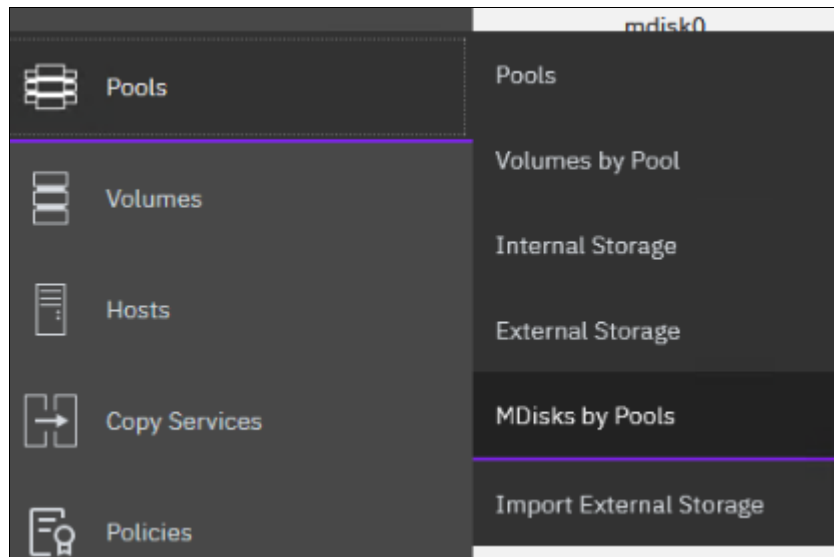 mdisk0
Pools
Volumes
Hosts
Copy Services
Policies
Pools
Volumes by Pool
Internal Storage
External Storage
MDisks by Pools
Import External Storage